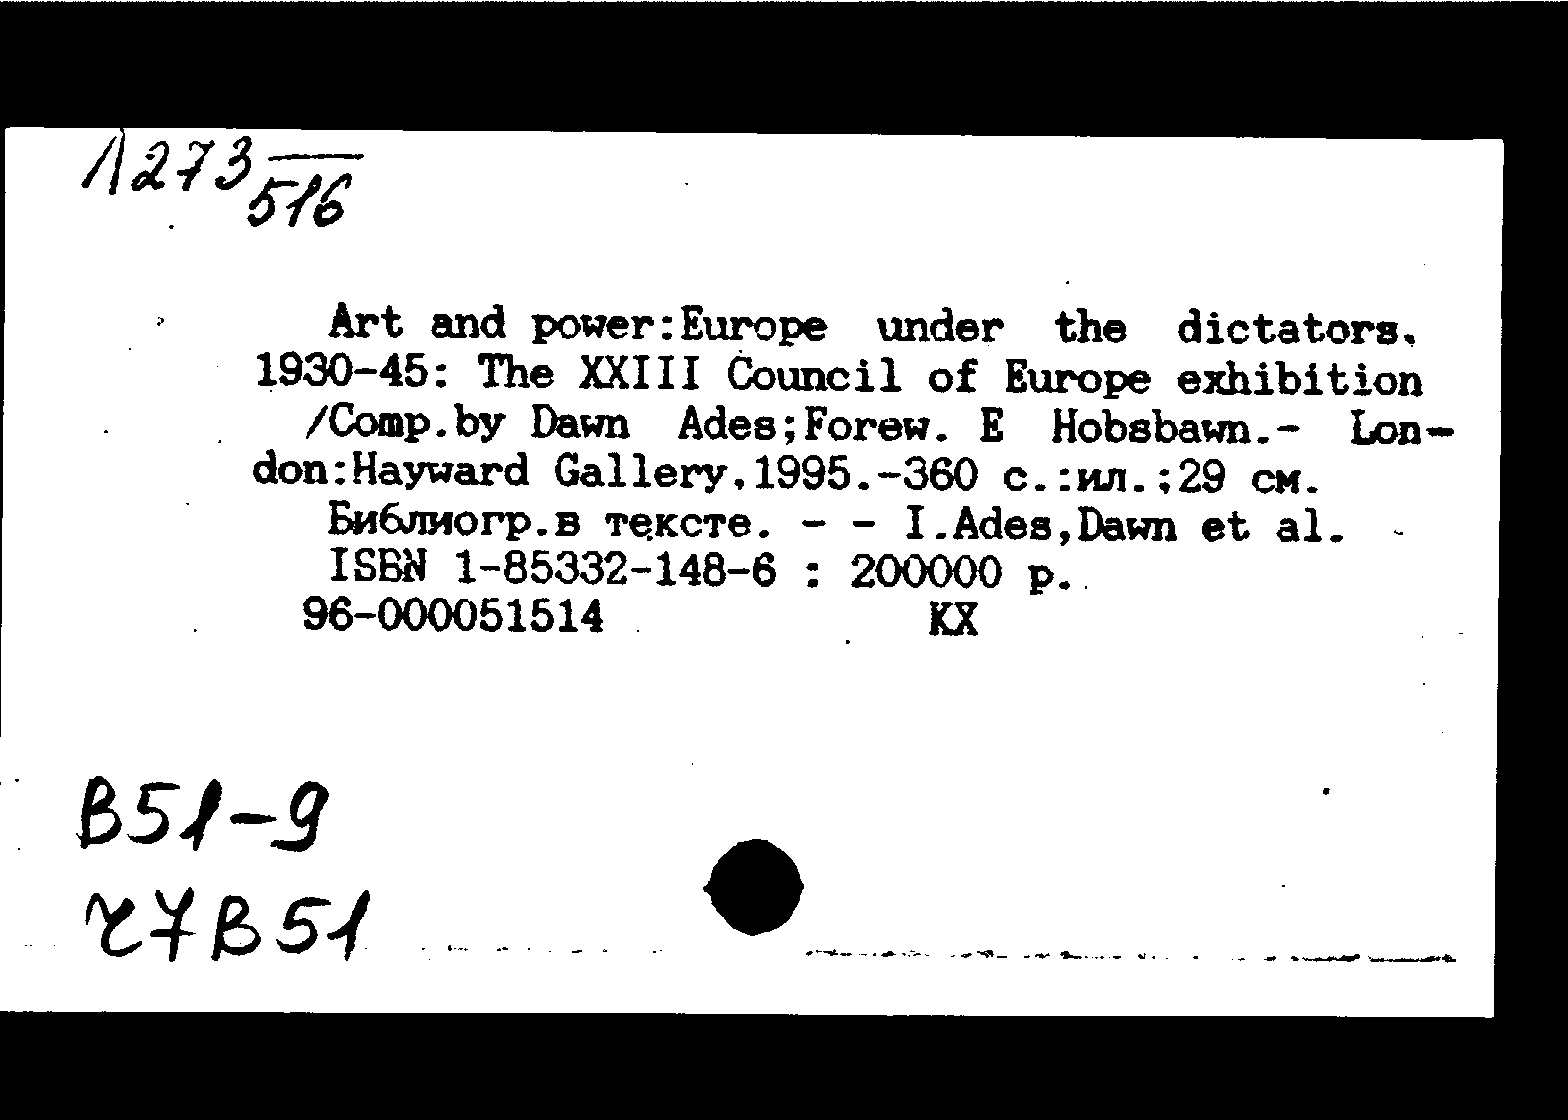 Л273
516
Art and power:Europe under the dictators.
1930-45: The XXIII Council of Europe exhibition
/Comp.by Dawn Ades;Forew. E Hobsbawn.- Lon-
don:Hayward Gallery,1995.-360 с.:ил.;29 см.
Библиогр.в тексте. - - I.Ades,Dawn et al.
ISBN 1-85332-148-6 : 200000 р.
96-000051514 КХ
В51-9
ч7В51